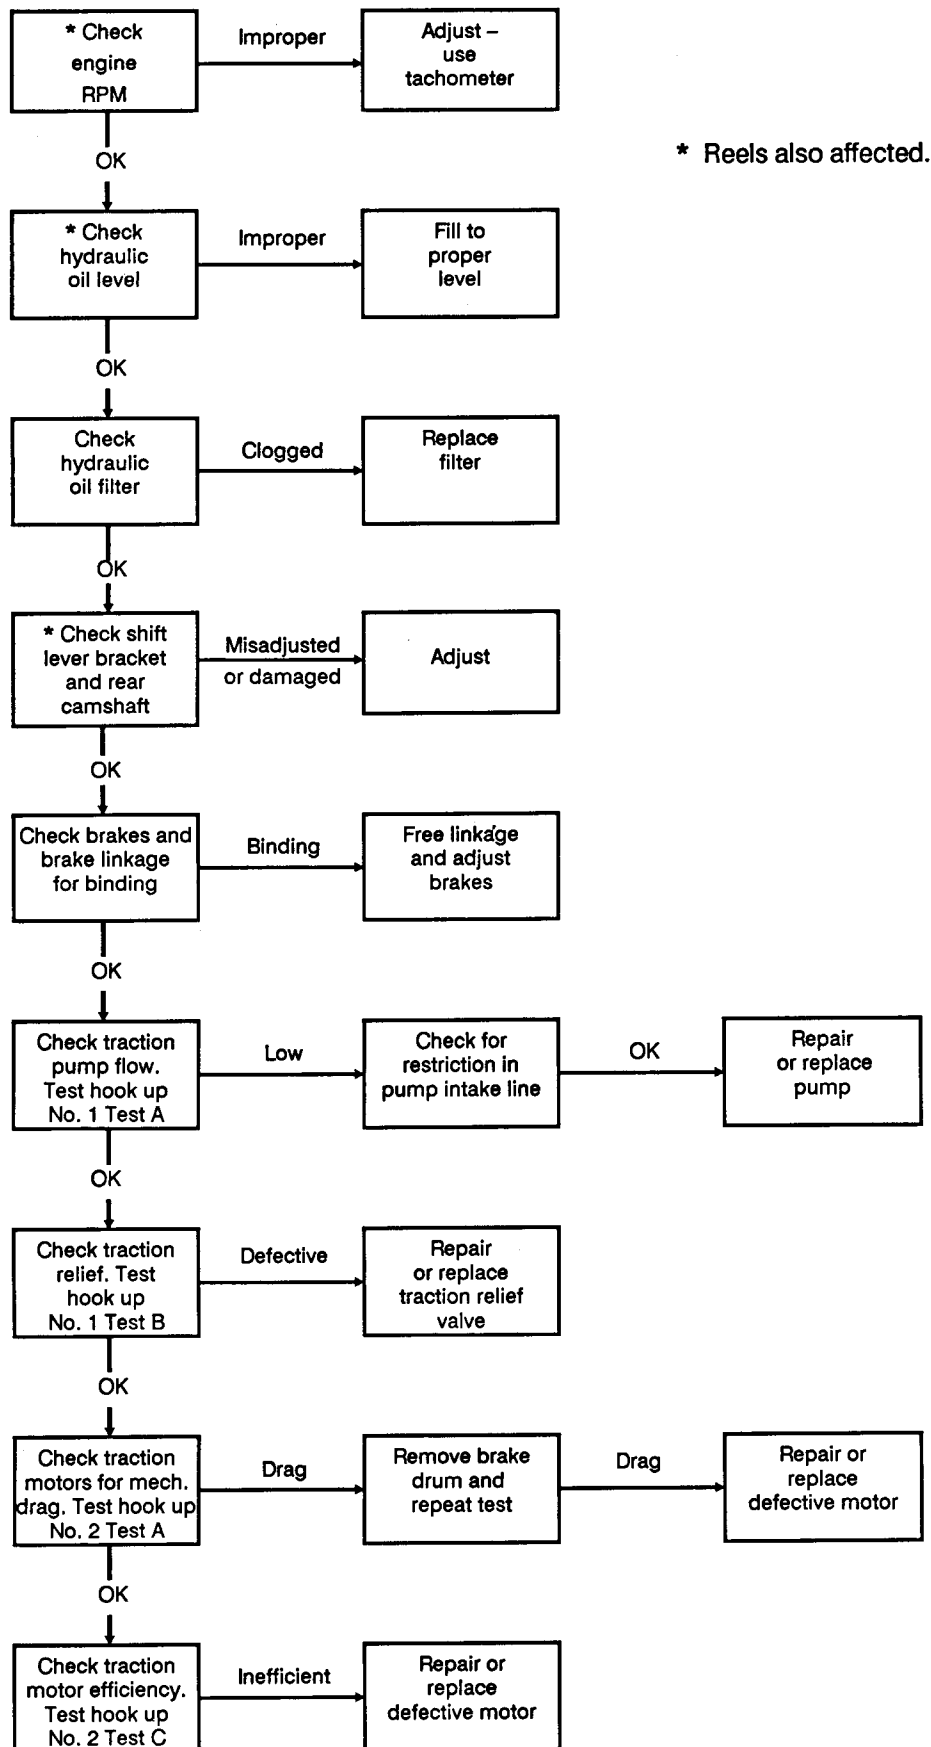 * Check
engine
RPM
Improper
Adjust –
use
tachometer
OK
* Reels also affected.
* Check
hydraulic
oil level
Improper
Fill to
proper
level
OK
Check
hydraulic
oil filter
Clogged
Replace
filter
OK
* Check shift
lever bracket
and rear
camshaft
Misadjusted
or damaged
Adjust
OK
Check brakes and
brake linkage
for binding
Binding
Free linkage
and adjust
brakes
OK
Check traction
pump flow.
Test hook up
No. 1 Test A
Low
Check for
restriction in
pump intake line
OK
Repair
or replace
pump
OK
Check traction
relief. Test
hook up
No. 1 Test B
Defective
Repair
or replace
traction relief
valve
OK
Check traction
motors for mech.
drag. Test hook up
No. 2 Test A
Drag
Remove brake
drum and
repeat test
Drag
Repair or
replace
defective motor
OK
Check traction
motor efficiency.
Test hook up
No. 2 Test C
Inefficient
Repair or
replace
defective motor